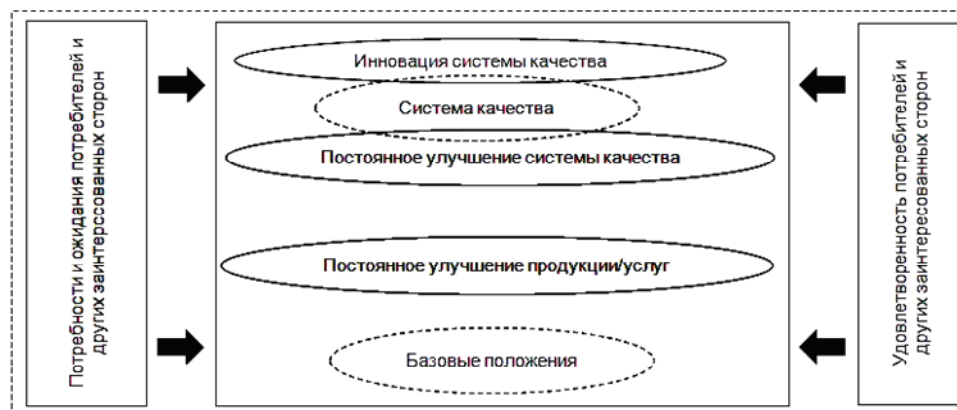 Потребности и ожидания потребителей и
других заинтерссованных сторон
Инновация системы качества
Система качества
Постоянное улучшение системы качества
Постоянное улучшение продукции/услуг
Базовые положения
Удовлетворенность потребителей и
других заинтересованных сторон